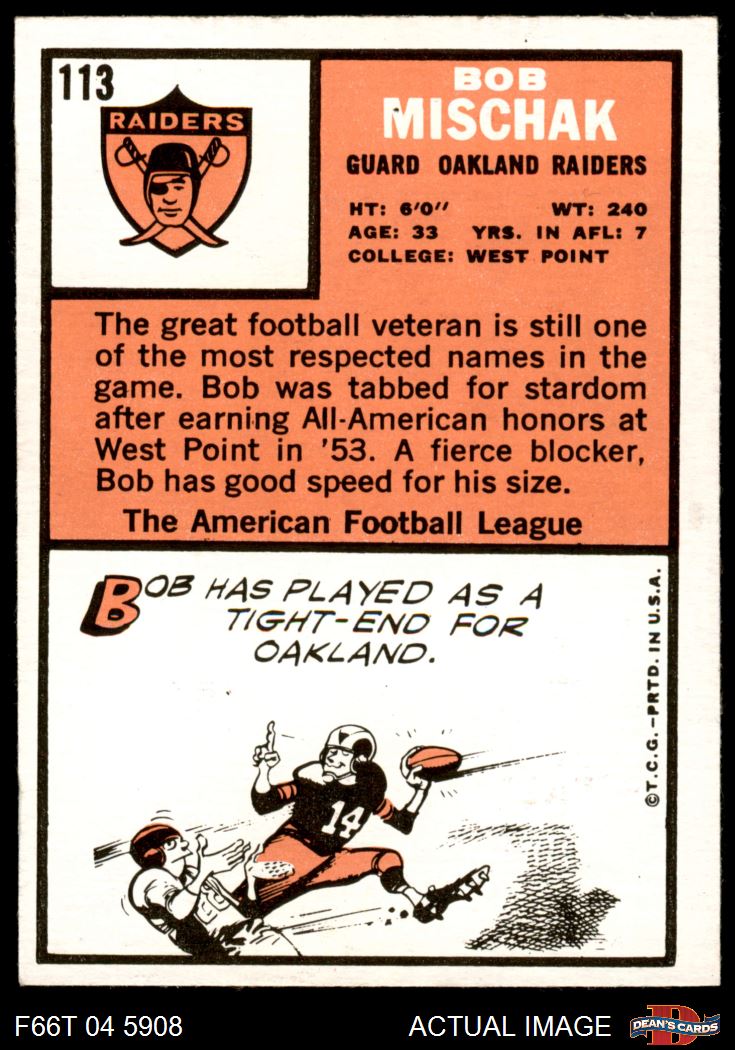 113
RAIDERS
BOB
MISCHAK
GUARD OAKLAND RAIDERS
HT: 6'0" WT: 240
AGE: 33 YRS. IN AFL: 7
COLLEGE: WEST POINT
The great football veteran is still one
of the most respected names in the
game. Bob was tabbed for stardom
after earning All-American honors at
West Point in '53. A fierce blocker,
Bob has good speed for his size.
The American Football League
BOB HAS PLAYED AS A
TIGHT-END FOR
OAKLAND.
14
©T.C.G.-PRTD. IN U.S.A.
F66T 04 5908
ACTUAL IMAGE
D
DEAN'S CARDS